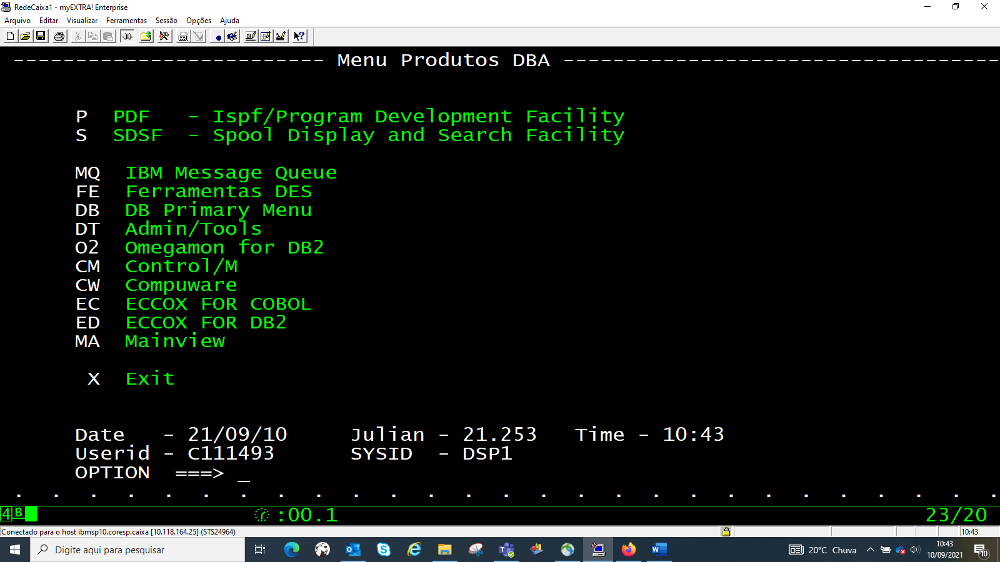 RedeCaixa1 - myEXTRA! Enterprise
Arquivo Editar Visualizar Ferramentas Sessão Opções Ajuda
------------------------- Menu Produtos DBA -----------------------------------
P PDF - Ispf/Program Development Facility
S SDSF - Spool Display and Search Facility
MQ IBM Message Queue
FE Ferramentas DES
DB DB Primary Menu
DT Admin/Tools
O2 Omegamon for DB2
CM Control/M
CW Compuware
EC ECCOX FOR COBOL
ED ECCOX FOR DB2
MA Mainview
X Exit
Date - 21/09/10 Julian - 21.253 Time - 10:43
Userid - C111493 SYSID - DSP1
OPTION ===> _
. . . . . . . . . . . . . . . . . . . . . . . . . . .
4B :00.1 23/20
Conectado para o host ibmsp10.coresp.caixa [10.118.164.25] (STS24964) 10:43
Digite aqui para pesquisar 20°C Chuva 10:43
10/09/2021 10